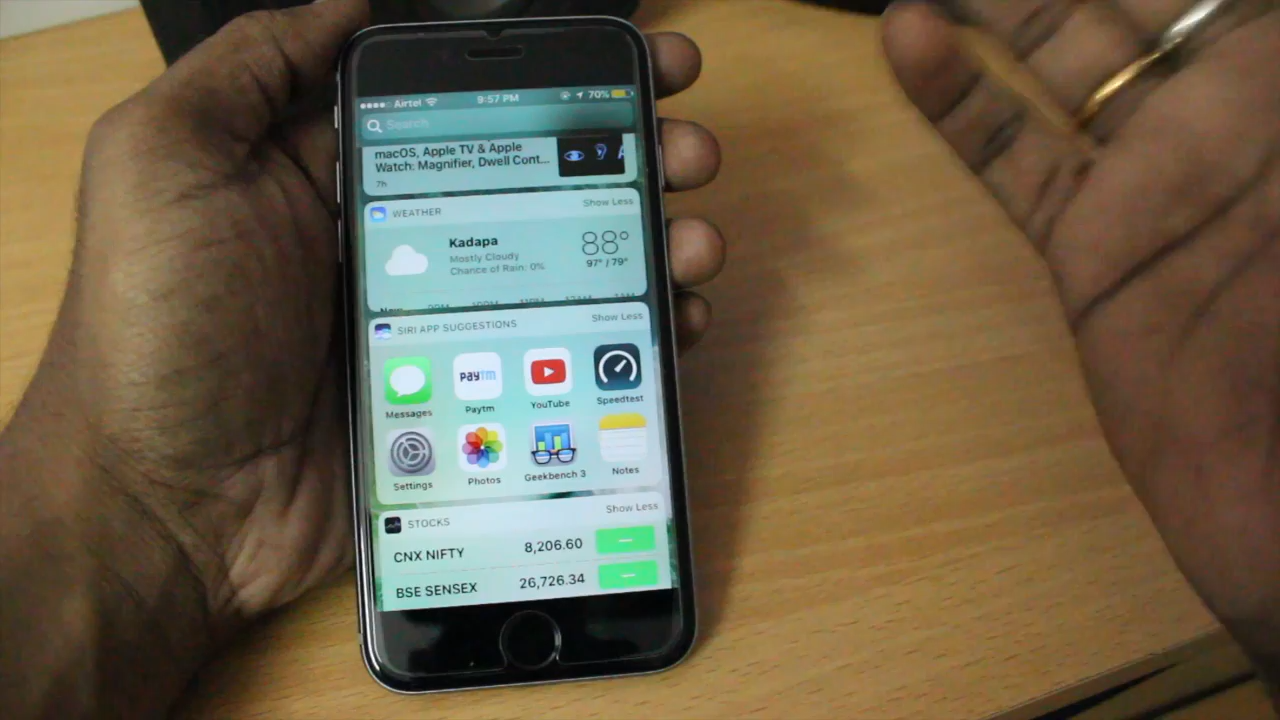 Airtel 9:57 PM 70%
Search
macOS, Apple TV & Apple
Watch: Magnifier, Dwell Cont...
7h
WEATHER Show Less
Kadapa 88°
Mostly Cloudy
Chance of Rain: 0% 97° / 79°
SIRI APP SUGGESTIONS Show Less
Messages Paytm YouTube Speedtest
Settings Photos Geekbench 3 Notes
STOCKS Show Less
CNX NIFTY 8,206.60 —
BSE SENSEX 26,726.34 —